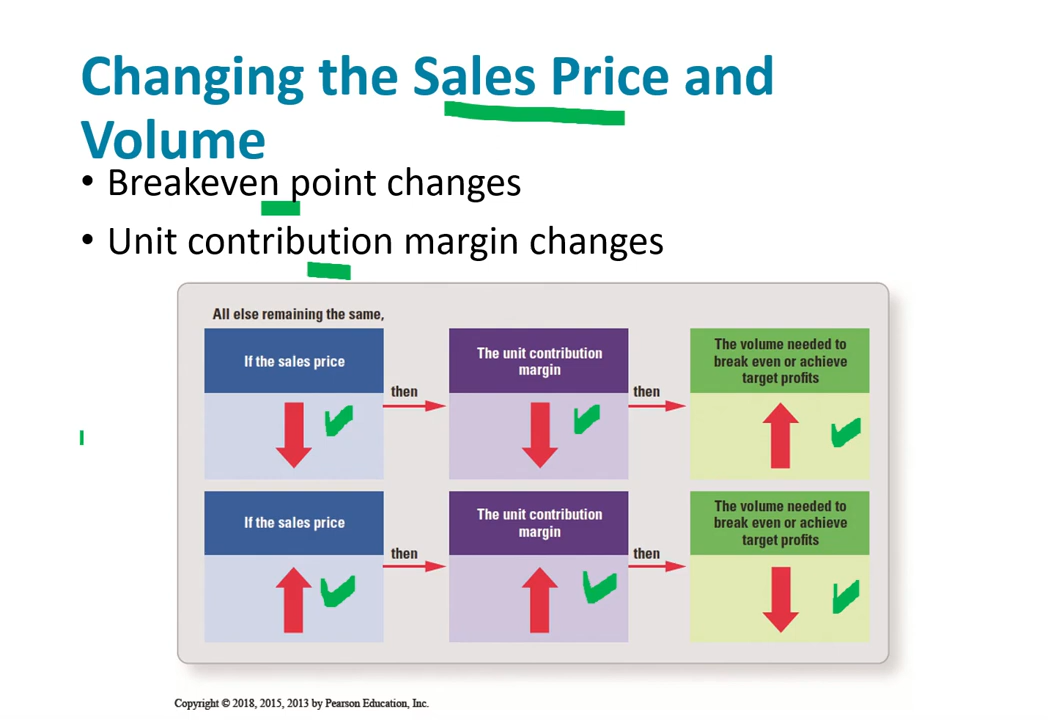 Changing the Sales Price and
Volume
• Breakeven point changes
• Unit contribution margin changes
All else remaining the same,
If the sales price
then
The unit contribution
margin
then
The volume needed to
break even or achieve
target profits
If the sales price
then
The unit contribution
margin
then
The volume needed to
break even or achieve
target profits
Copyright © 2018, 2015, 2013 by Pearson Education, Inc.